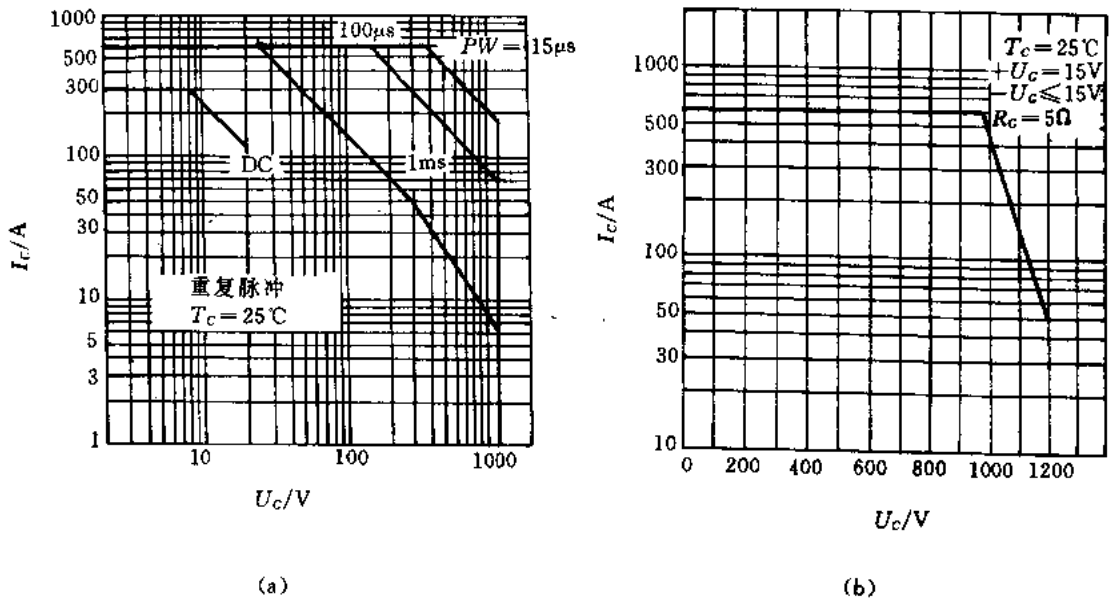 1000
500
300
100
50
30
10
5
3
1
I_C/A
100μs
PW=15μs
DC
1ms
重复脉冲
T_C=25℃
10
100
1000
U_C/V
(a)
1000
500
300
100
50
30
10
I_C/A
T_C=25℃
+U_G=15V
-U_G≤15V
R_G=5Ω
0
200
400
600
800
1000
1200
U_C/V
(b)